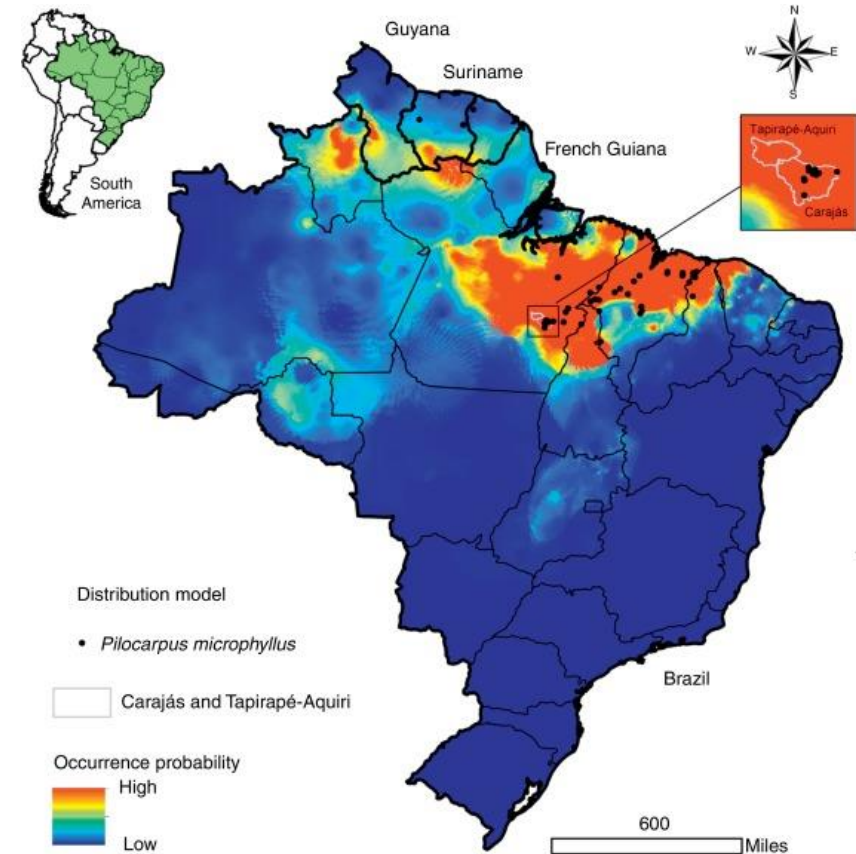 Guyana
Suriname
French Guiana
South
America
N
W
E
S
Tapirapé-Aquiri
Carajás
Distribution model
Pilocarpus microphyllus
Carajás and Tapirapé-Aquiri
Brazil
Occurrence probability
High
Low
600
Miles